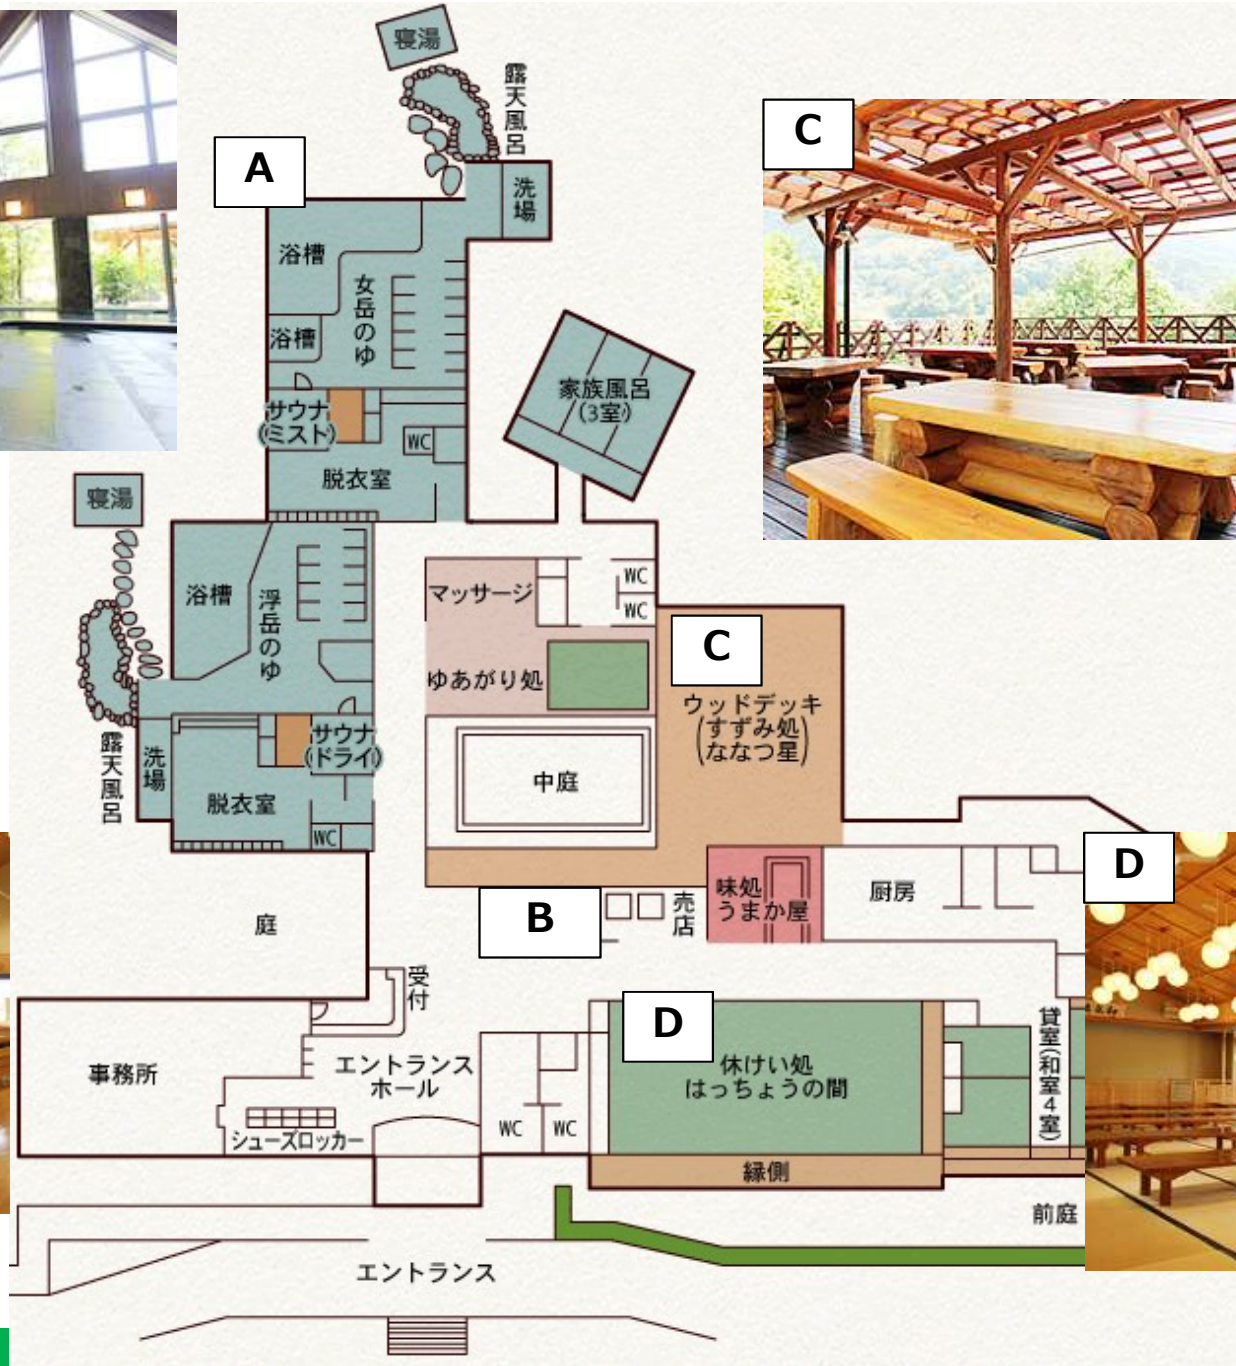 寝湯
露天風呂
A
洗場
C
浴槽
女岳のゆ
浴槽
家族風呂
(3室)
サウナ
(ミスト)
WC
脱衣室
寝湯
マッサージ
WC
WC
浴槽
浮岳のゆ
C
ゆあがり処
ウッドデッキ
(すずみ処
ななつ星)
サウナ
(ドライ)
露天風呂
洗場
中庭
脱衣室
WC
D
味処
うまか屋
厨房
B
売店
庭
受付
D
貸室(和室4室)
休けい処
はっちょうの間
エントランス
ホール
事務所
シューズロッカー
WC
WC
縁側
前庭
エントランス